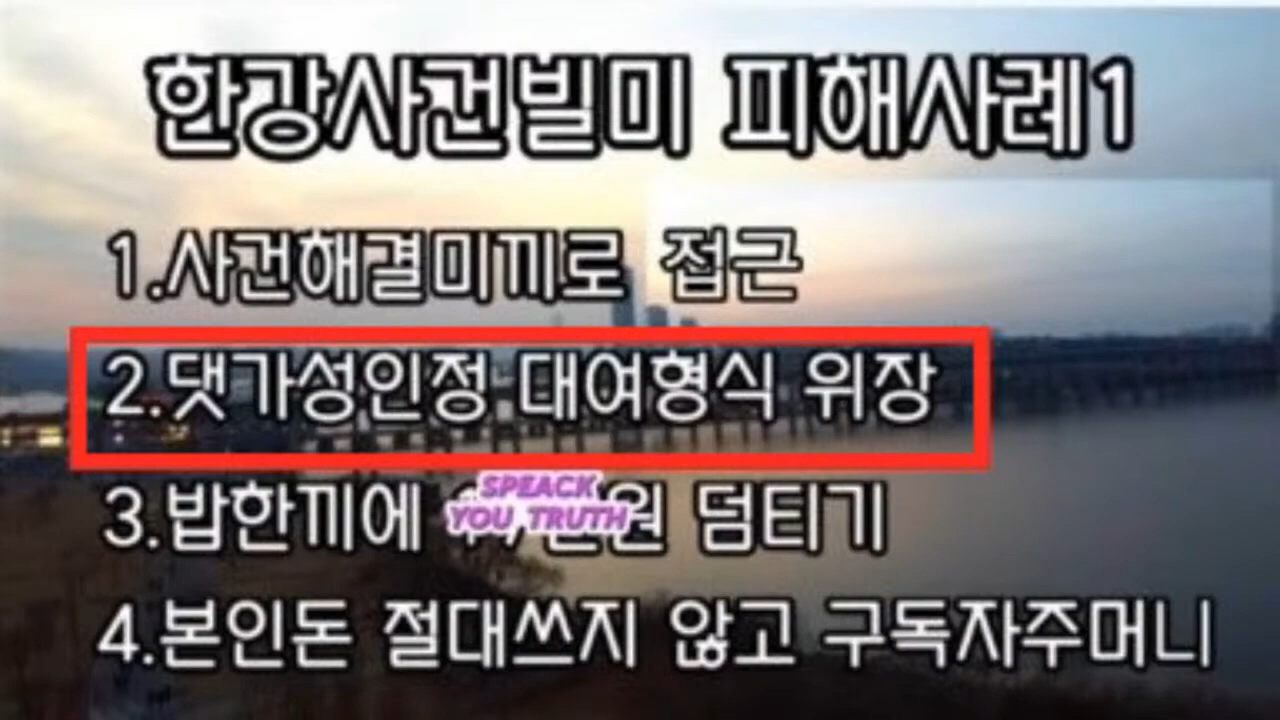 한강사건빌미 피해사례1
1.사건해결미끼로 접근
2.댓가성인정 대여형식 위장
3.밥한끼에 원 덤티기
SPEACK
YOU TRUTH
4.본인돈 절대쓰지 않고 구독자주머니